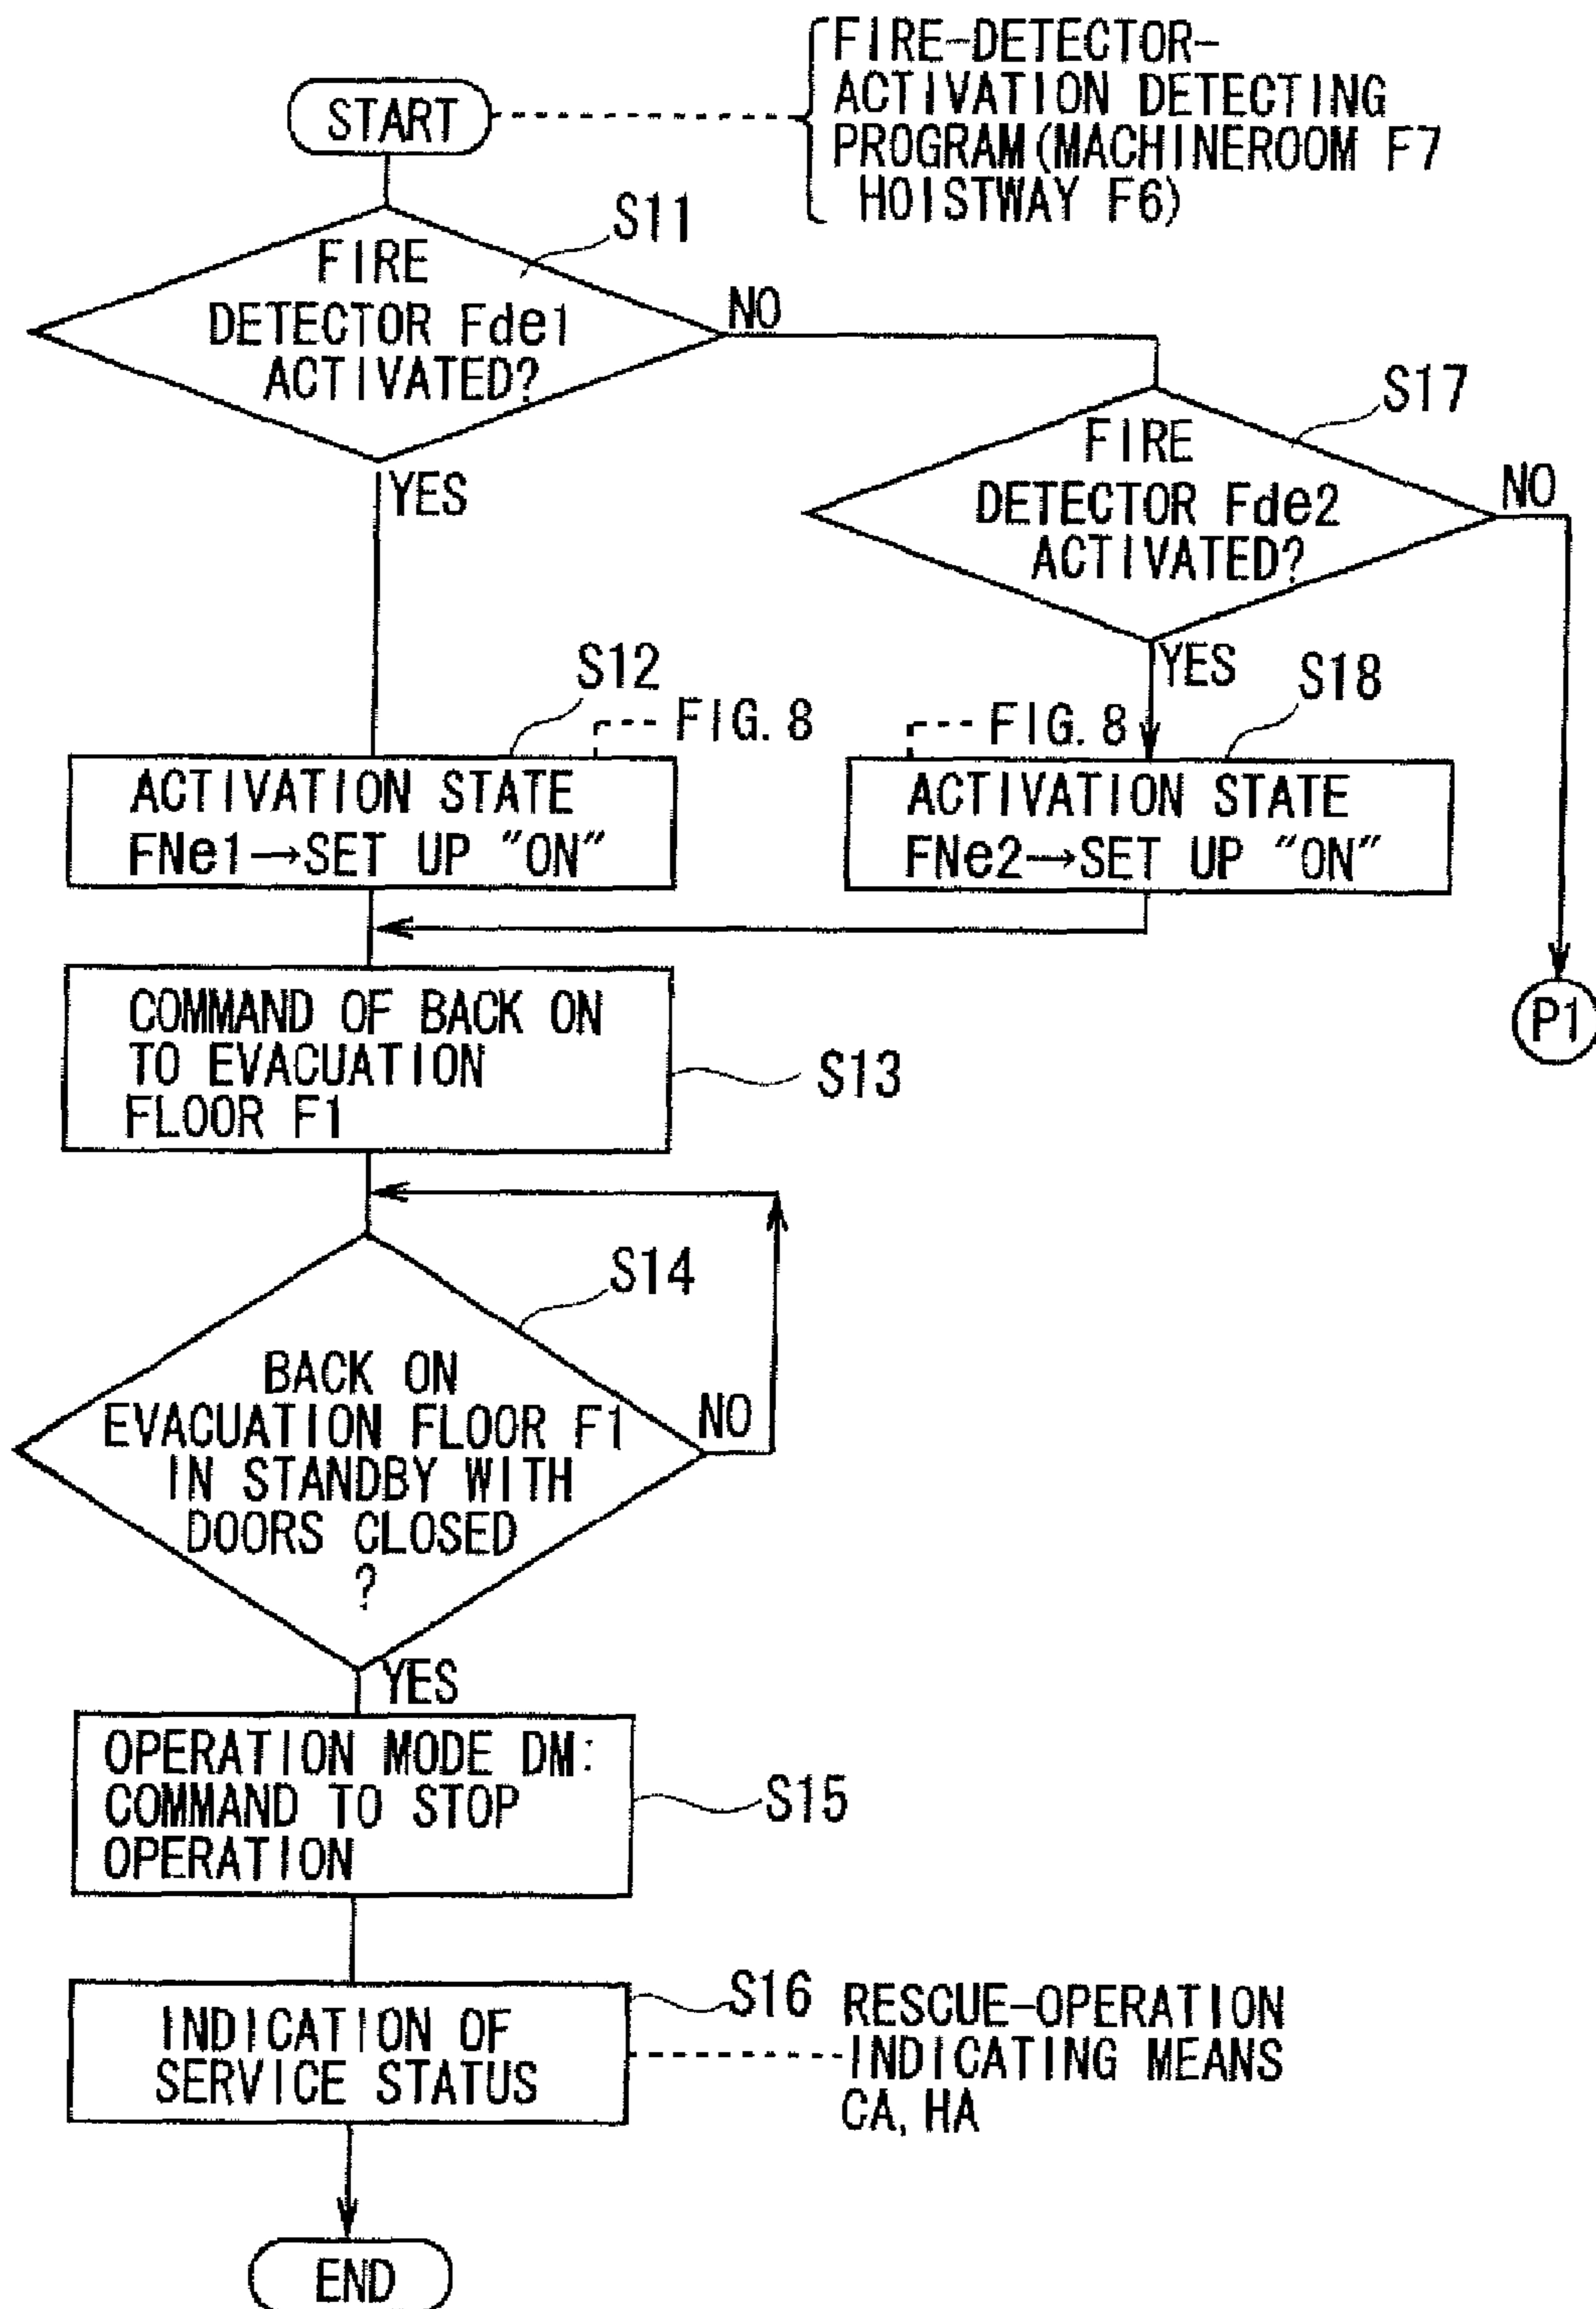 START
FIRE-DETECTOR-
ACTIVATION DETECTING
PROGRAM(MACHINEROOM F7
HOISTWAY F6)
S11
FIRE
DETECTOR Fde1
ACTIVATED?
NO
YES
S17
FIRE
DETECTOR Fde2
ACTIVATED?
NO
YES
S12
FIG. 8
ACTIVATION STATE
FNe1→SET UP "ON"
S18
FIG. 8
ACTIVATION STATE
FNe2→SET UP "ON"
P1
COMMAND OF BACK ON
TO EVACUATION
FLOOR F1
S13
S14
BACK ON
EVACUATION FLOOR F1
IN STANDBY WITH
DOORS CLOSED
?
NO
YES
OPERATION MODE DM:
COMMAND TO STOP
OPERATION
S15
INDICATION OF
SERVICE STATUS
S16
RESCUE-OPERATION
INDICATING MEANS
CA, HA
END